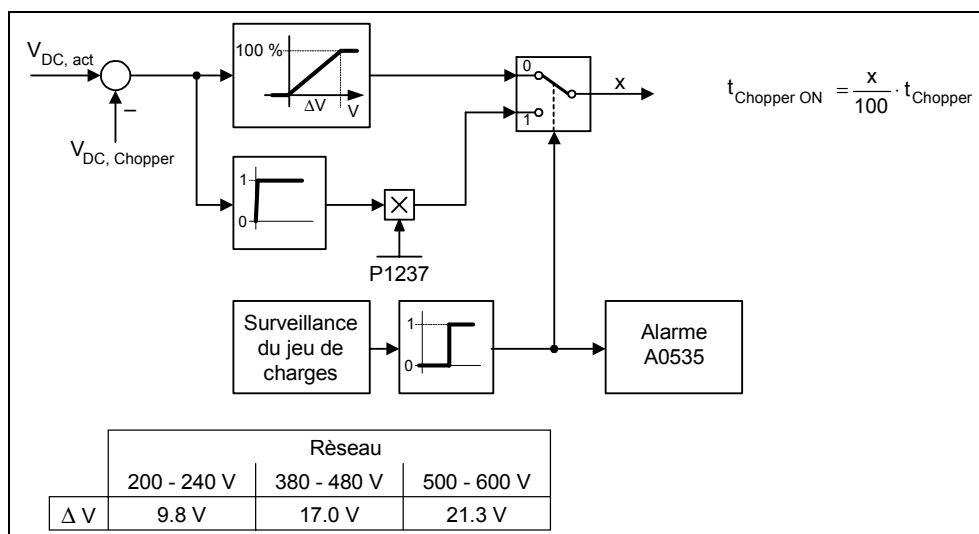 V_DC, act
−
V_DC, Chopper
100 %
ΔV
V
1
0
P1237
0
1
x
t_Chopper ON = x/100 · t_Chopper
Surveillance
du jeu de
charges
1
0
Alarme
A0535
Rèseau
200 - 240 V 380 - 480 V 500 - 600 V
Δ V 9.8 V 17.0 V 21.3 V